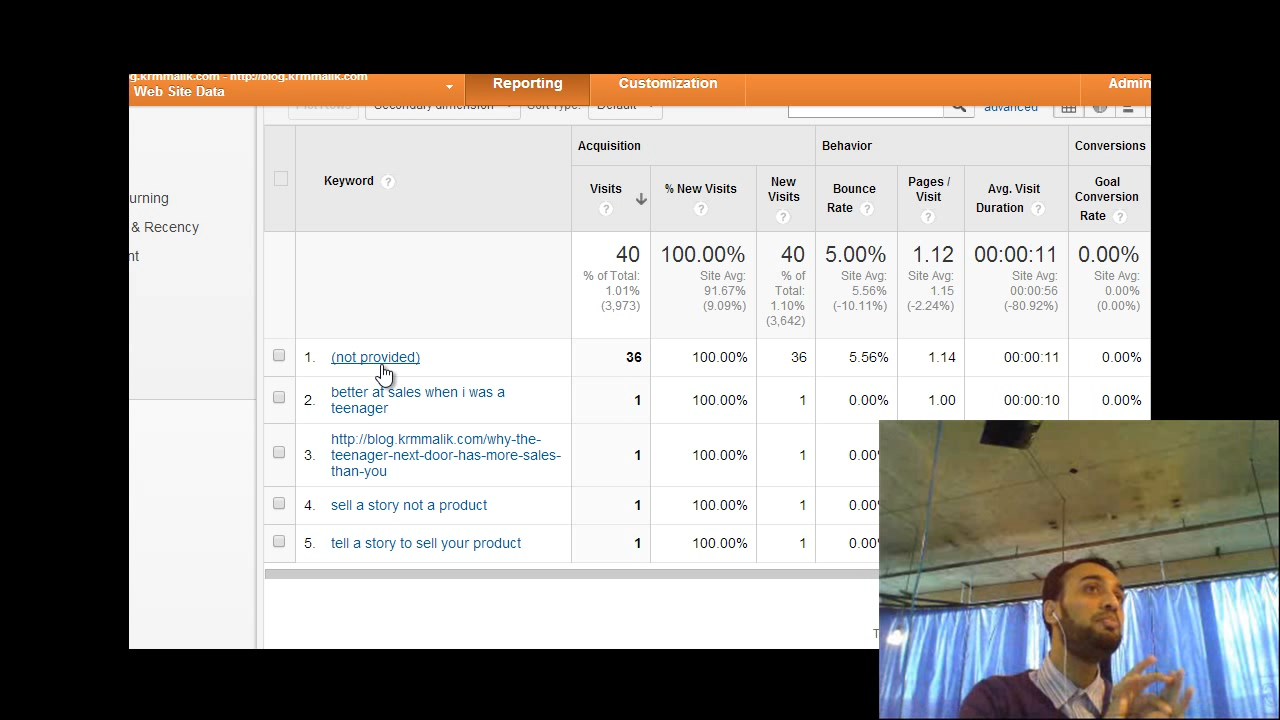 g.krmmalik.com - http://blog.krmmalik.com
Web Site Data
Reporting
Customization
Admin
Plot Rows
Secondary dimension
Sort Type:
Default
advanced
urning
& Recency
nt
Keyword ?
Acquisition
Behavior
Conversions
Visits
?
% New Visits
?
New
Visits
?
Bounce
Rate ?
Pages /
Visit
?
Avg. Visit
Duration ?
Goal
Conversion
Rate ?
40
% of Total:
1.01%
(3,973)
100.00%
Site Avg:
91.67%
(9.09%)
40
% of
Total:
1.10%
(3,642)
5.00%
Site Avg:
5.56%
(-10.11%)
1.12
Site Avg:
1.15
(-2.24%)
00:00:11
Site Avg:
00:00:56
(-80.92%)
0.00%
Site Avg:
0.00%
(0.00%)
1. (not provided) 36 100.00% 36 5.56% 1.14 00:00:11 0.00%
2. better at sales when i was a
teenager 1 100.00% 1 0.00% 1.00 00:00:10 0.00%
3. http://blog.krmmalik.com/why-the-
teenager-next-door-has-more-sales-
than-you 1 100.00% 1 0.00
4. sell a story not a product 1 100.00% 1 0.00
5. tell a story to sell your product 1 100.00% 1 0.00